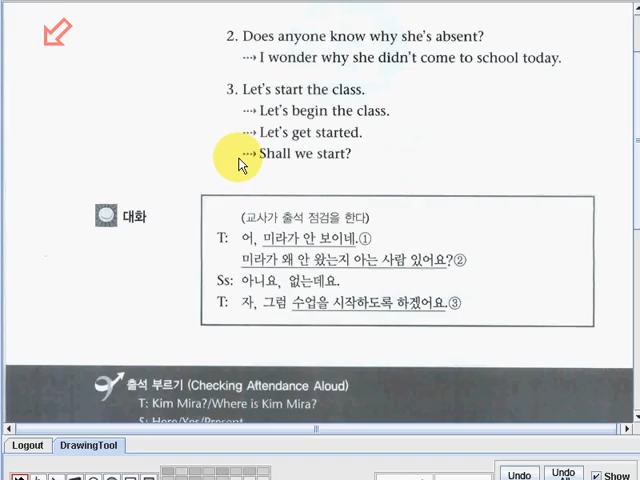 2. Does anyone know why she's absent?
···→ I wonder why she didn't come to school today.
3. Let's start the class.
···→ Let's begin the class.
···→ Let's get started.
···→ Shall we start?
대화
(교사가 출석 점검을 한다)
T: 어, 미라가 안 보이네.①
미라가 왜 안 왔는지 아는 사람 있어요?②
Ss: 아니요, 없는데요.
T: 자, 그럼 수업을 시작하도록 하겠어요.③
출석 부르기 (Checking Attendance Aloud)
T: Kim Mira?/Where is Kim Mira?
S: Here/Yes/Present
Logout DrawingTool
Undo Undo All Show